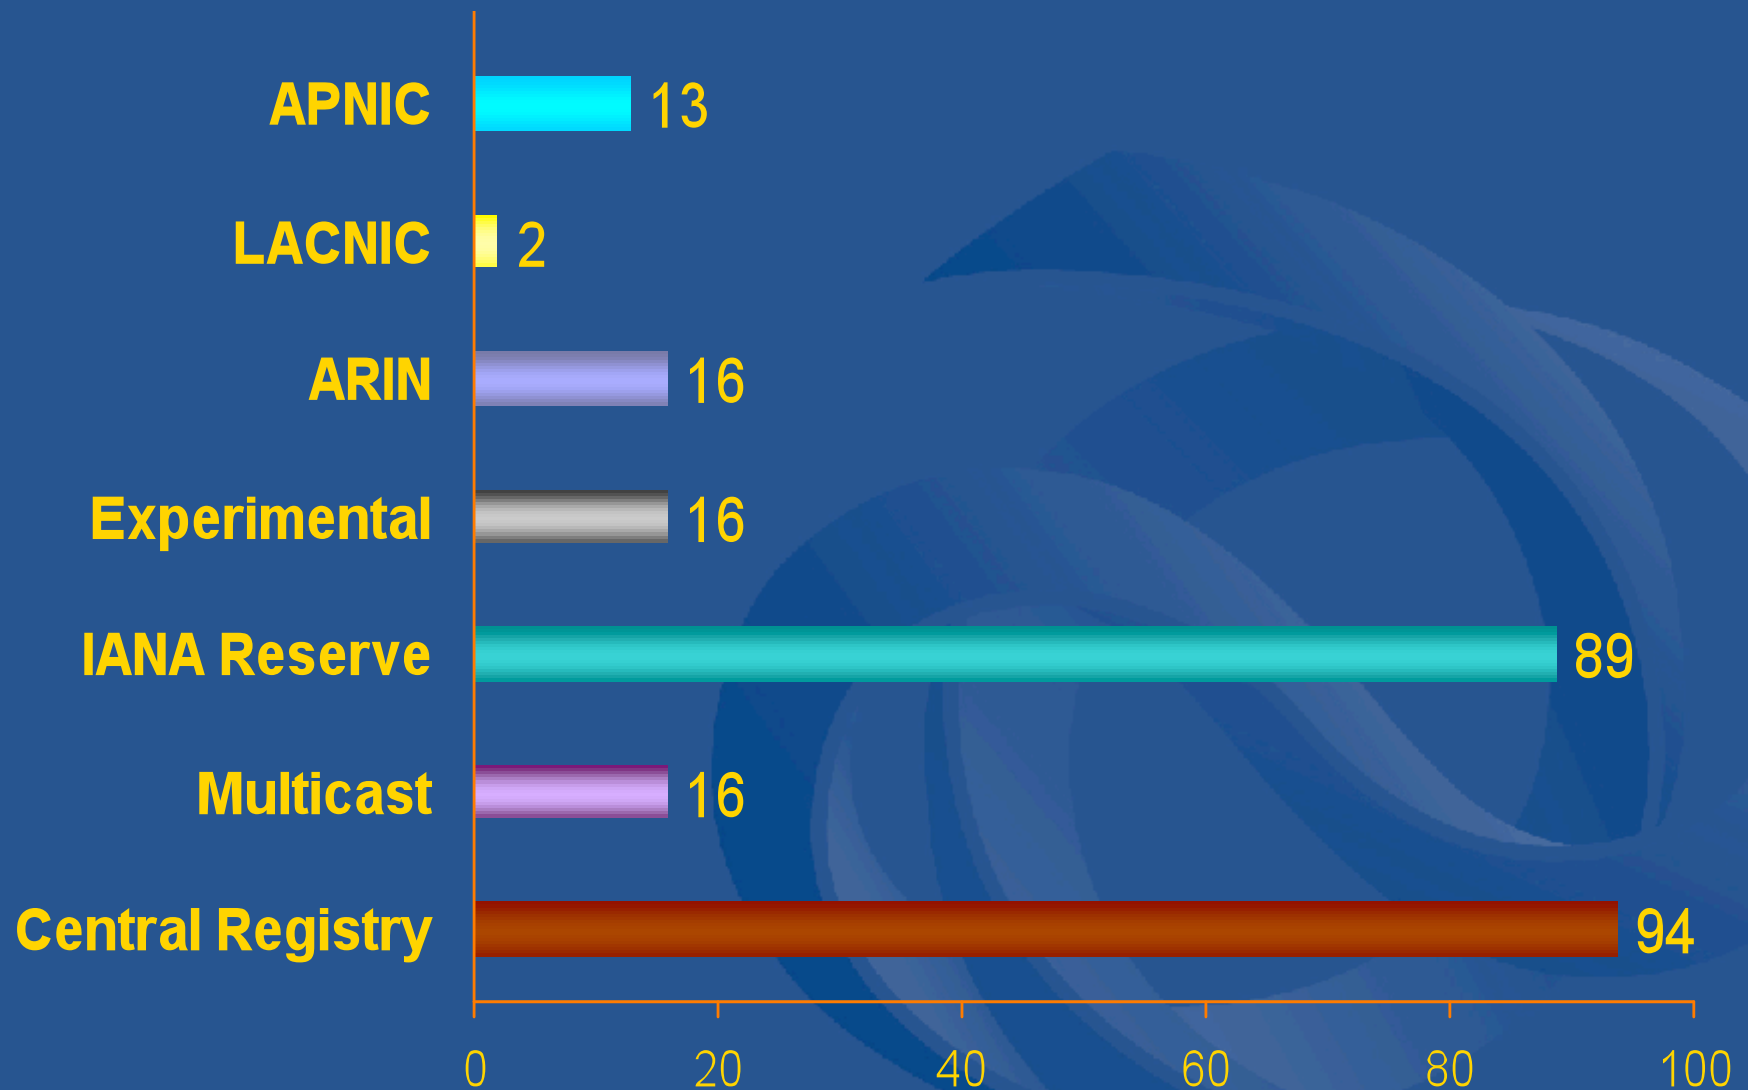 APNIC 13
LACNIC 2
ARIN 16
Experimental 16
IANA Reserve 89
Multicast 16
Central Registry 94
0 20 40 60 80 100